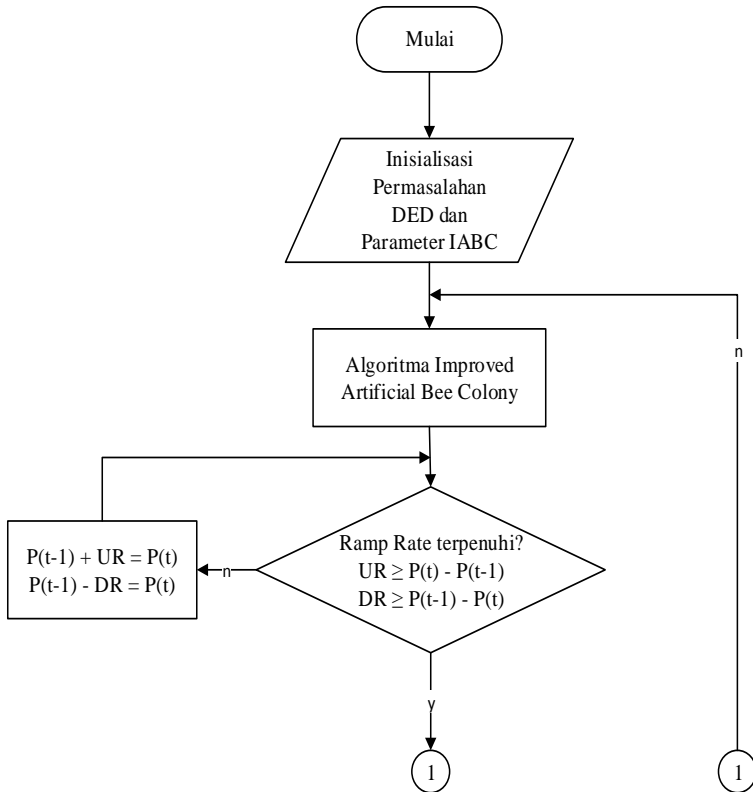 Mulai
Inisialisasi
Permasalahan
DED dan
Parameter IABC
n
Algoritma Improved
Artificial Bee Colony
P(t-1) + UR = P(t)
P(t-1) - DR = P(t)
n
Ramp Rate terpenuhi?
UR ≥ P(t) - P(t-1)
DR ≥ P(t-1) - P(t)
y
1
1